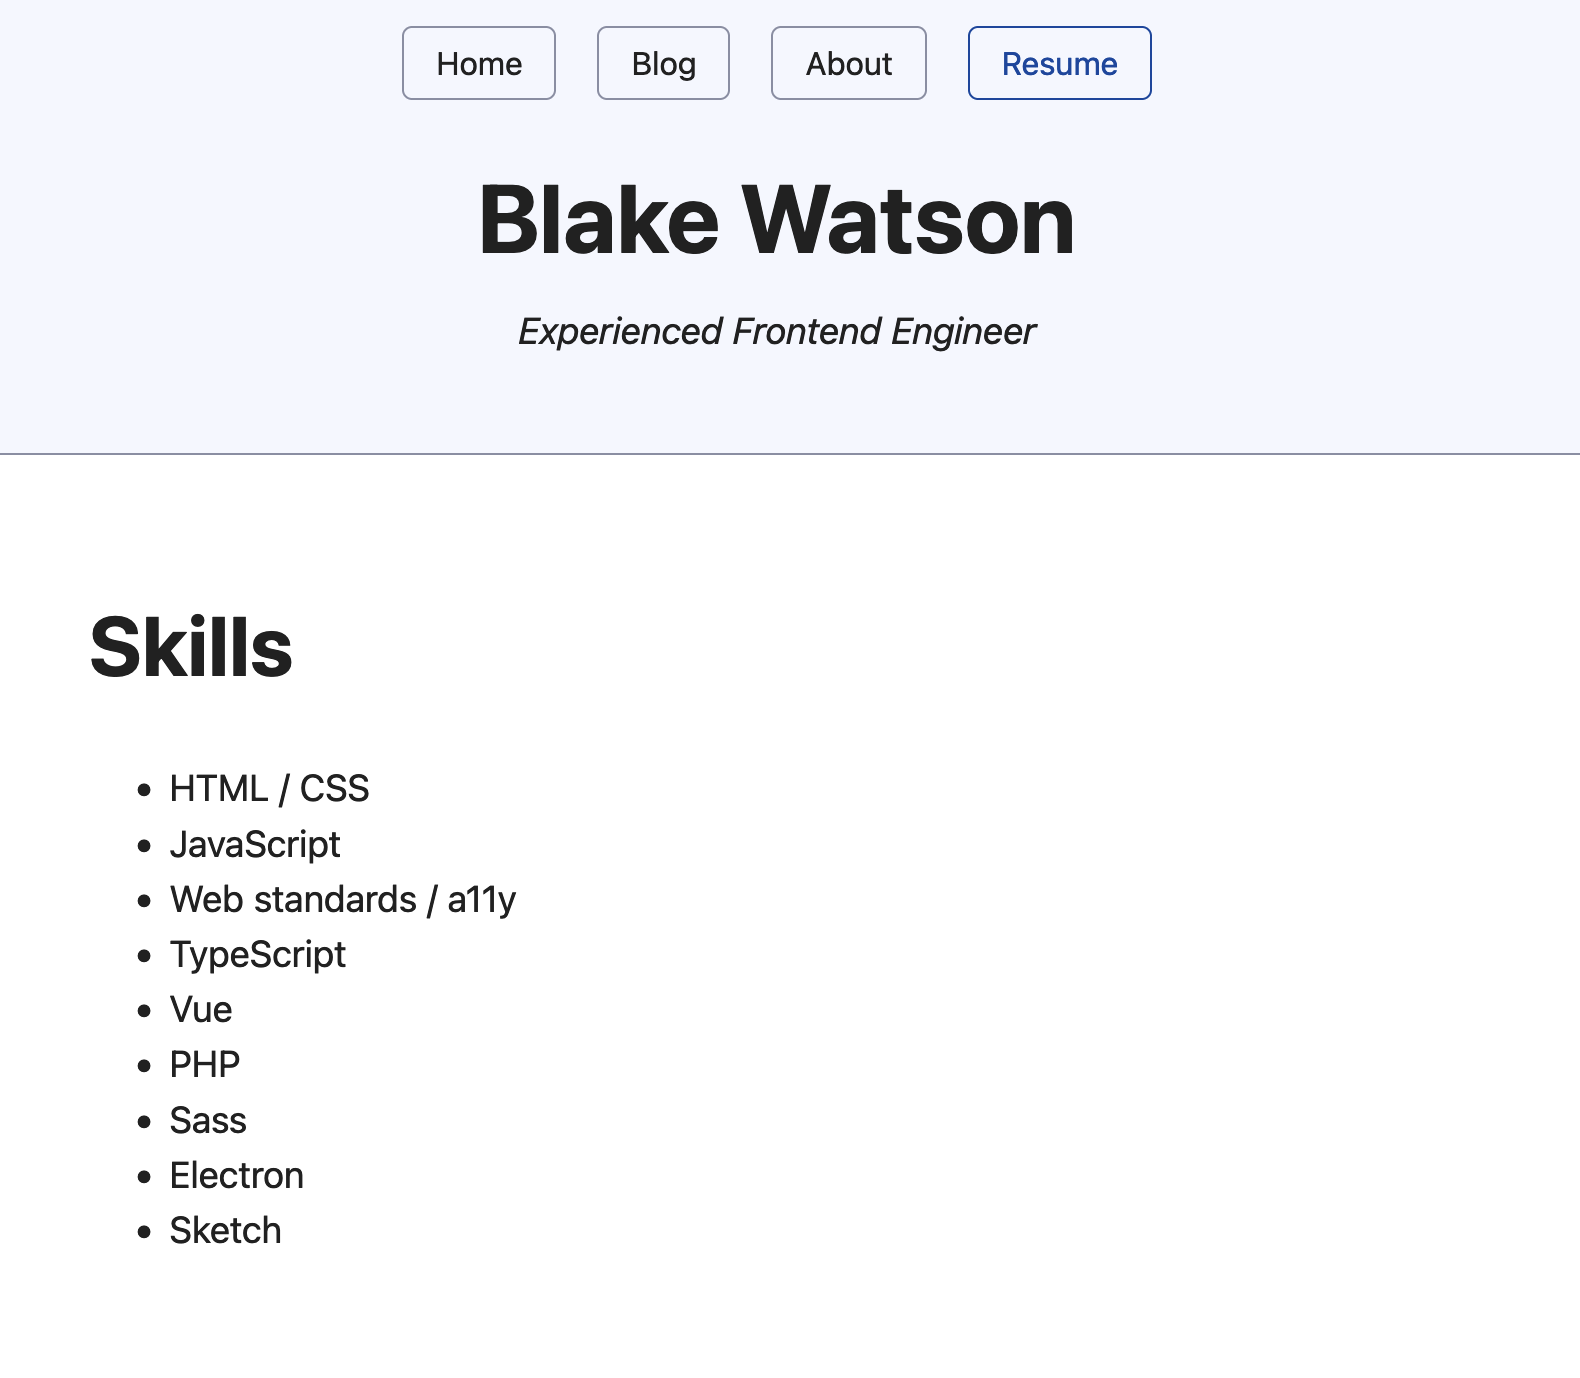 Home Blog About Resume
Blake Watson
Experienced Frontend Engineer
Skills
HTML / CSS
JavaScript
Web standards / a11y
TypeScript
Vue
PHP
Sass
Electron
Sketch